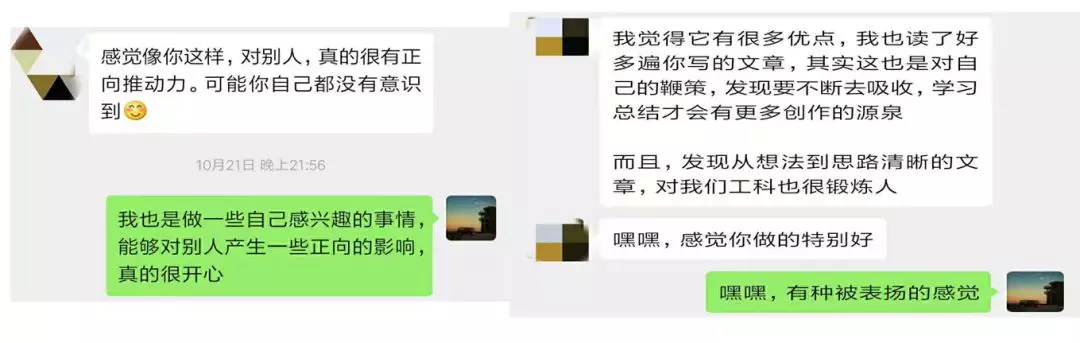 感觉像你这样，对别人，真的很有正
向推动力。可能你自己都没有意识
到😊
10月21日 晚上21:56
我也是做一些自己感兴趣的事情，
能够对别人产生一些正向的影响，
真的很开心
我觉得它有很多优点，我也读了好
多遍你写的文章，其实这也是对自
己的鞭策，发现要不断去吸收，学习
总结才会有更多创作的源泉
而且，发现从想法到思路清晰的文
章，对我们工科也很锻炼人
嘿嘿，感觉你做的特别好
嘿嘿，有种被表扬的感觉